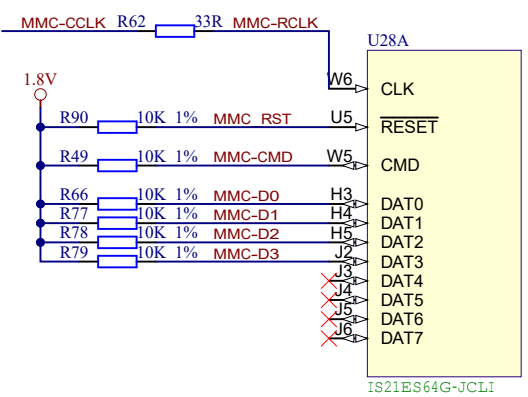 MMC-CCLK R62 33R MMC-RCLK
U28A
1.8V
W6 CLK
R90 10K 1% MMC_RST U5 RESET
R49 10K 1% MMC-CMD W5 CMD
R66 10K 1% MMC-D0 H3 DAT0
R77 10K 1% MMC-D1 H4 DAT1
R78 10K 1% MMC-D2 H5 DAT2
R79 10K 1% MMC-D3 J2 DAT3
J3 DAT4
J4 DAT5
J5 DAT6
J6 DAT7
IS21ES64G-JCLI